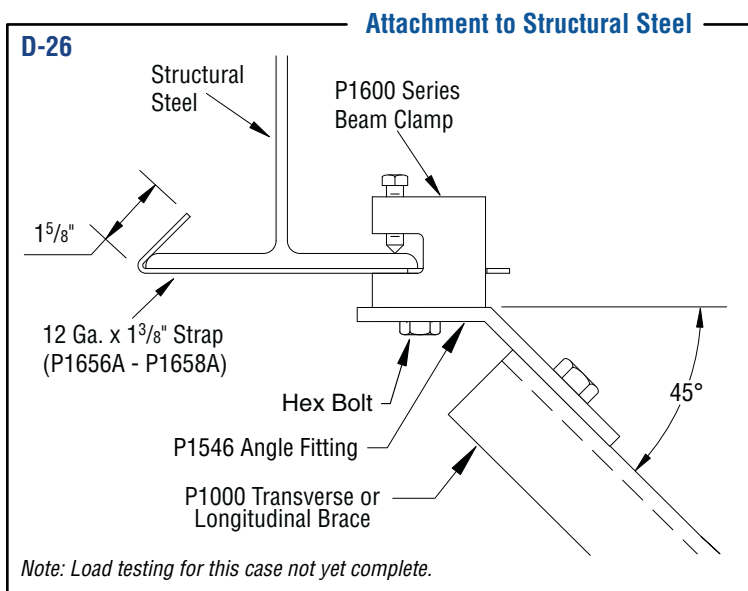 Attachment to Structural Steel
D-26
Structural
Steel
P1600 Series
Beam Clamp
1⁵/₈"
12 Ga. x 1³/₈" Strap
(P1656A - P1658A)
Hex Bolt
45°
P1546 Angle Fitting
P1000 Transverse or
Longitudinal Brace
Note: Load testing for this case not yet complete.